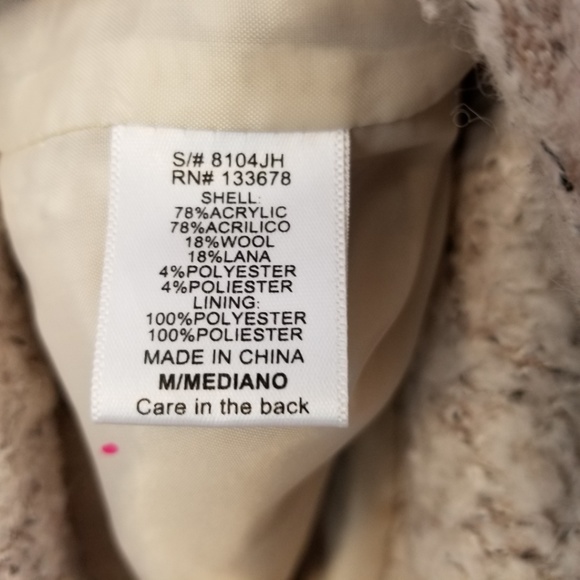 S/# 8104JH
RN# 133678
SHELL:
78%ACRYLIC
78%ACRILICO
18%WOOL
18%LANA
4%POLYESTER
4%POLIESTER
LINING:
100%POLYESTER
100%POLIESTER
MADE IN CHINA
M/MEDIANO
Care in the back